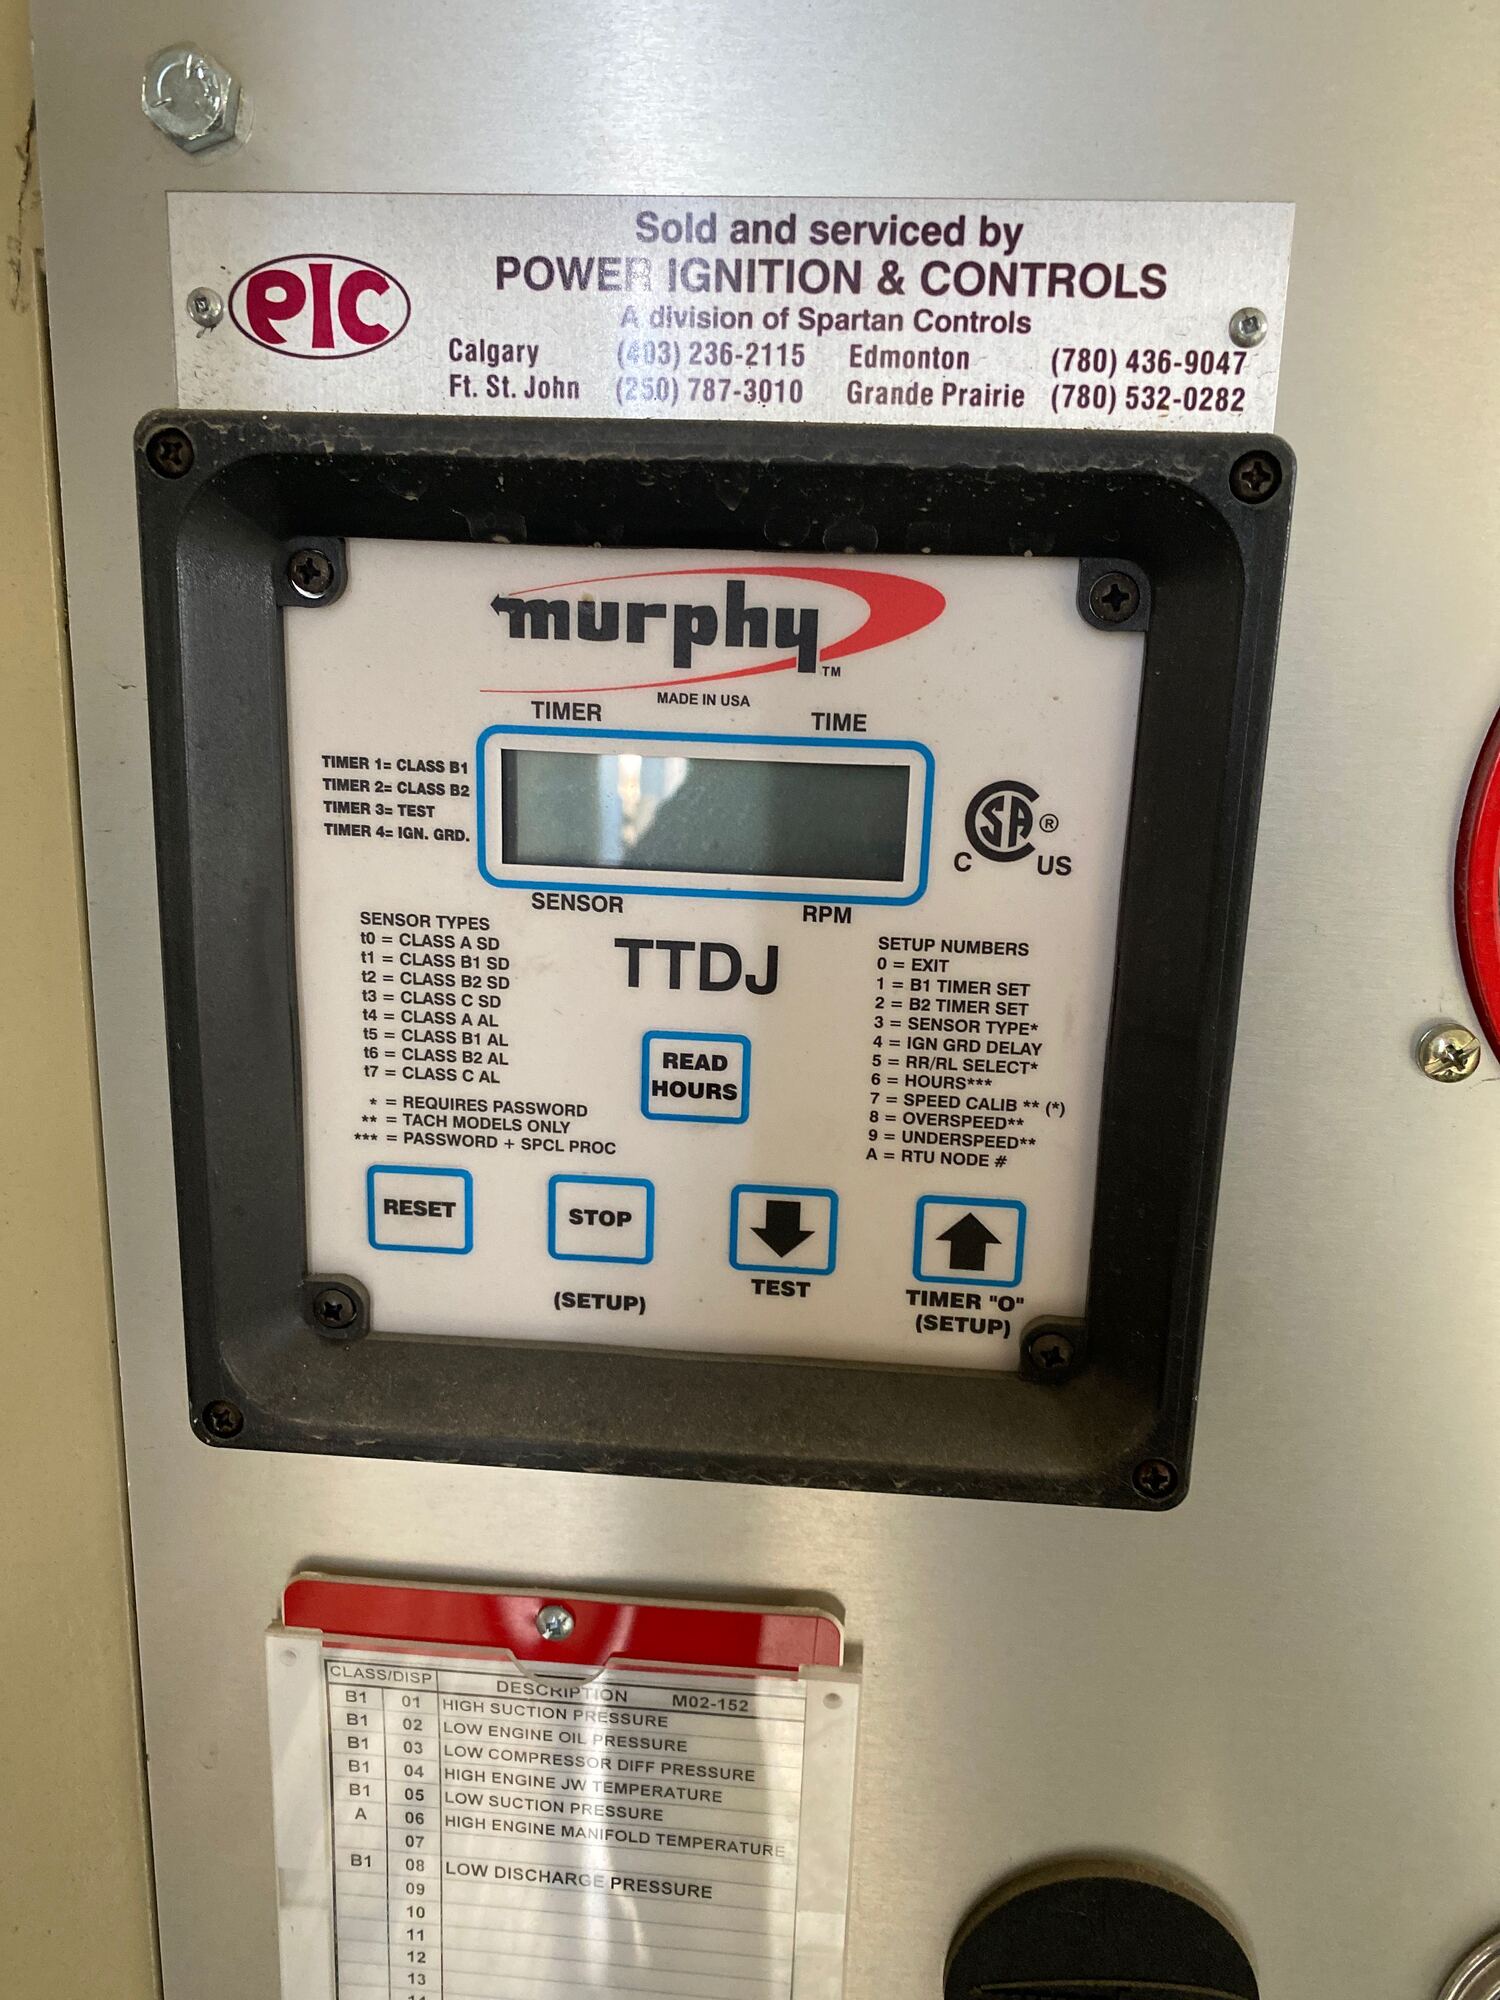 PIC
Sold and serviced by
POWER IGNITION & CONTROLS
A division of Spartan Controls
Calgary (403) 236-2115 Edmonton (780) 436-9047
Ft. St. John (250) 787-3010 Grande Prairie (780) 532-0282
murphy TM
MADE IN USA
TIMER TIME
TIMER 1= CLASS B1
TIMER 2= CLASS B2
TIMER 3= TEST
TIMER 4= IGN. GRD.
CSA ®
C US
SENSOR RPM
TTDJ
SENSOR TYPES
t0 = CLASS A SD
t1 = CLASS B1 SD
t2 = CLASS B2 SD
t3 = CLASS C SD
t4 = CLASS A AL
t5 = CLASS B1 AL
t6 = CLASS B2 AL
t7 = CLASS C AL
* = REQUIRES PASSWORD
** = TACH MODELS ONLY
*** = PASSWORD + SPCL PROC
READ
HOURS
SETUP NUMBERS
0 = EXIT
1 = B1 TIMER SET
2 = B2 TIMER SET
3 = SENSOR TYPE*
4 = IGN GRD DELAY
5 = RR/RL SELECT*
6 = HOURS***
7 = SPEED CALIB ** (*)
8 = OVERSPEED**
9 = UNDERSPEED**
A = RTU NODE #
RESET
STOP
(SETUP)
TEST
TIMER "O"
(SETUP)
CLASS/DISP DESCRIPTION M02-152
B1 01 HIGH SUCTION PRESSURE
B1 02 LOW ENGINE OIL PRESSURE
B1 03 LOW COMPRESSOR DIFF PRESSURE
B1 04 HIGH ENGINE JW TEMPERATURE
B1 05 LOW SUCTION PRESSURE
A 06 HIGH ENGINE MANIFOLD TEMPERATURE
07
B1 08 LOW DISCHARGE PRESSURE
09
10
11
12
13